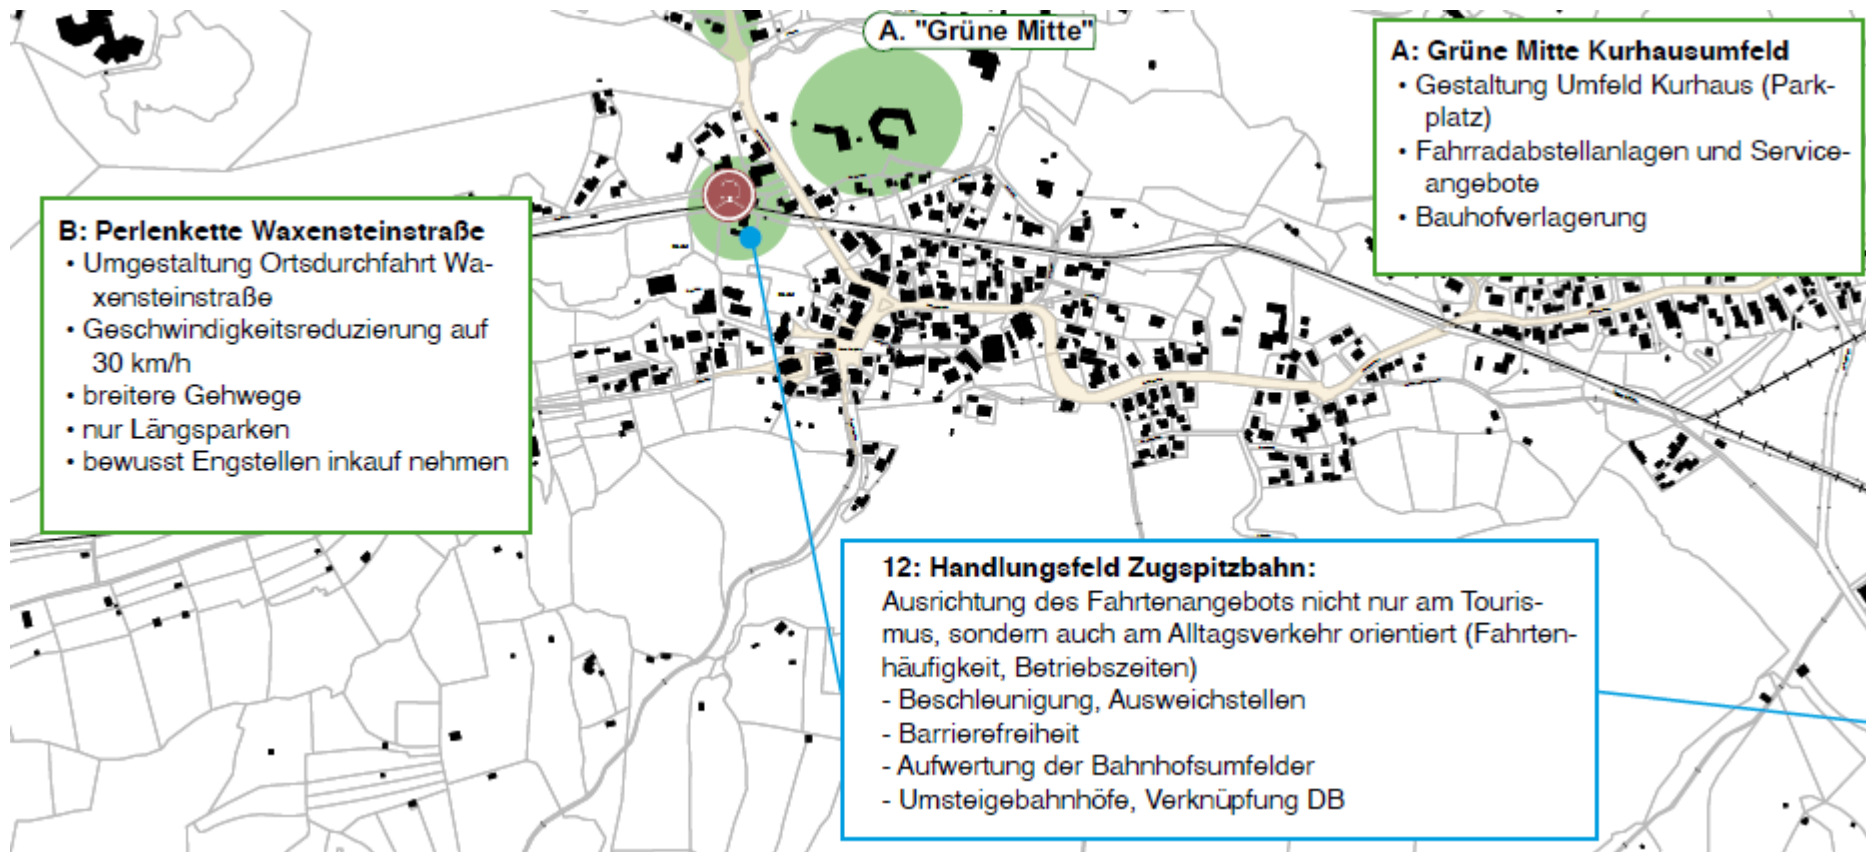 A. "Grüne Mitte"
A: Grüne Mitte Kurhausumfeld
• Gestaltung Umfeld Kurhaus (Park-
platz)
• Fahrradabstellanlagen und Service-
angebote
• Bauhofverlagerung
B: Perlenkette Waxensteinstraße
• Umgestaltung Ortsdurchfahrt Wa-
xensteinstraße
• Geschwindigkeitsreduzierung auf
30 km/h
• breitere Gehwege
• nur Längsparken
• bewusst Engstellen inkauf nehmen
12: Handlungsfeld Zugspitzbahn:
Ausrichtung des Fahrtenangebots nicht nur am Touris-
mus, sondern auch am Alltagsverkehr orientiert (Fahrten-
häufigkeit, Betriebszeiten)
- Beschleunigung, Ausweichstellen
- Barrierefreiheit
- Aufwertung der Bahnhofsumfelder
- Umsteigebahnhöfe, Verknüpfung DB